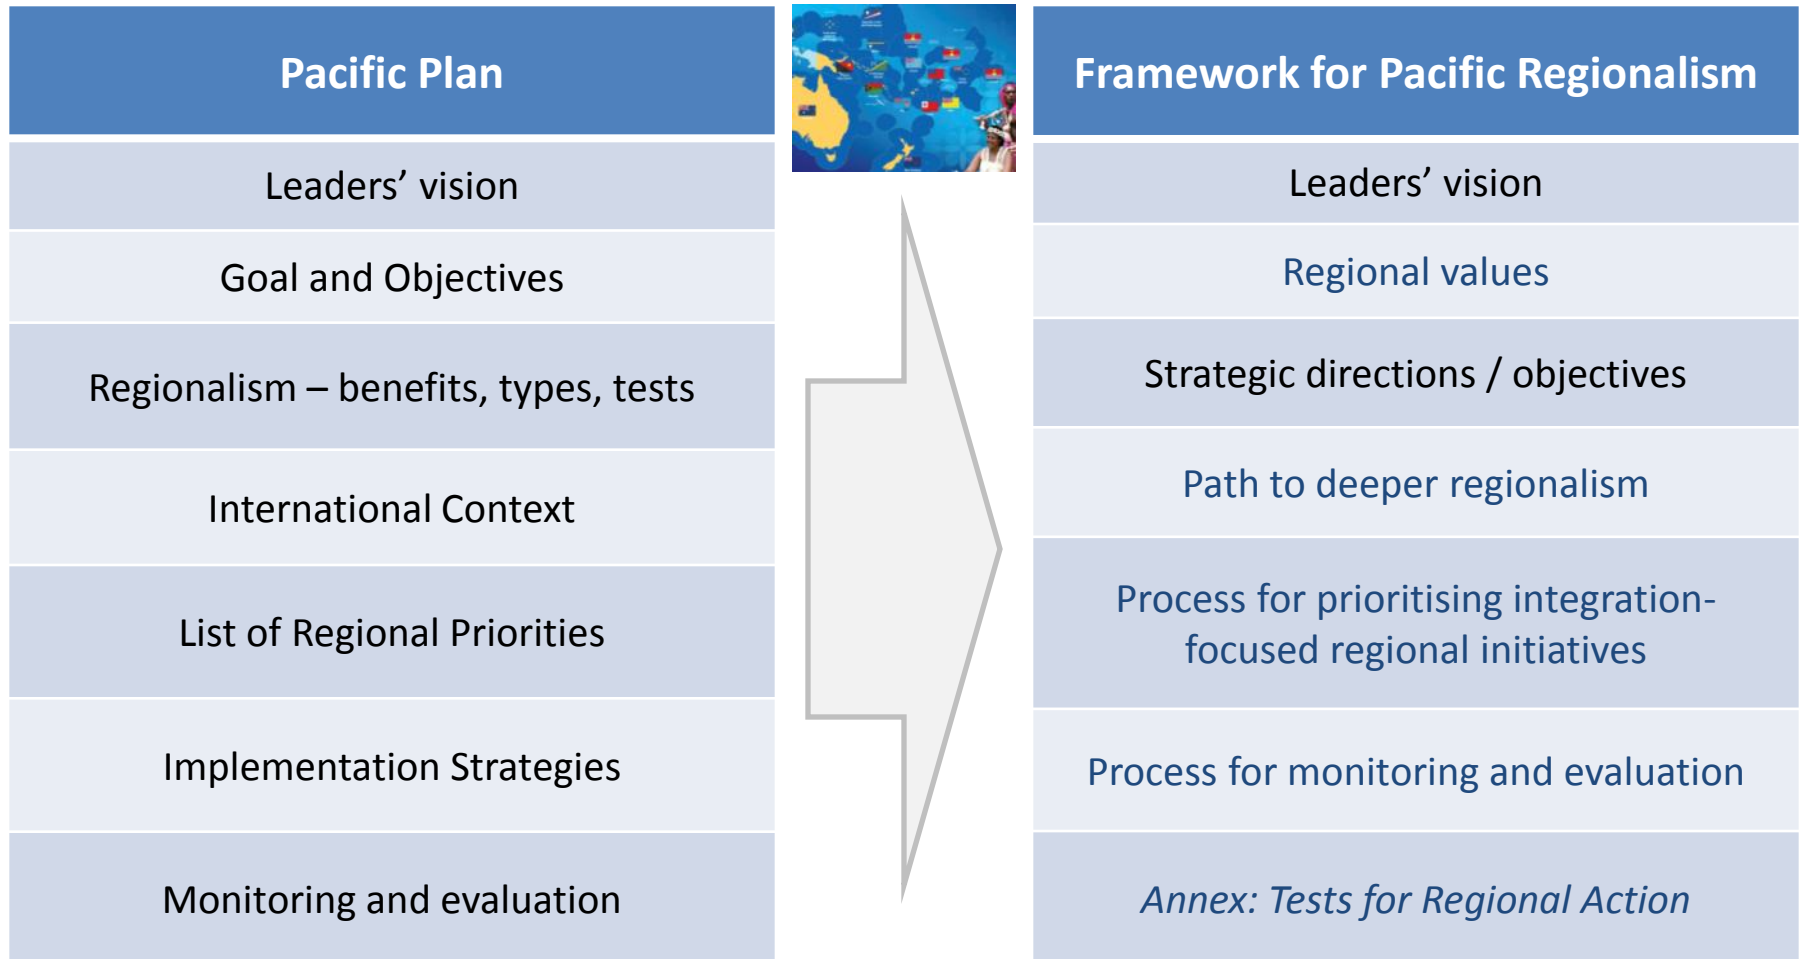 Pacific Plan
Leaders’ vision
Goal and Objectives
Regionalism – benefits, types, tests
International Context
List of Regional Priorities
Implementation Strategies
Monitoring and evaluation
Framework for Pacific Regionalism
Leaders’ vision
Regional values
Strategic directions / objectives
Path to deeper regionalism
Process for prioritising integration-
focused regional initiatives
Process for monitoring and evaluation
Annex: Tests for Regional Action